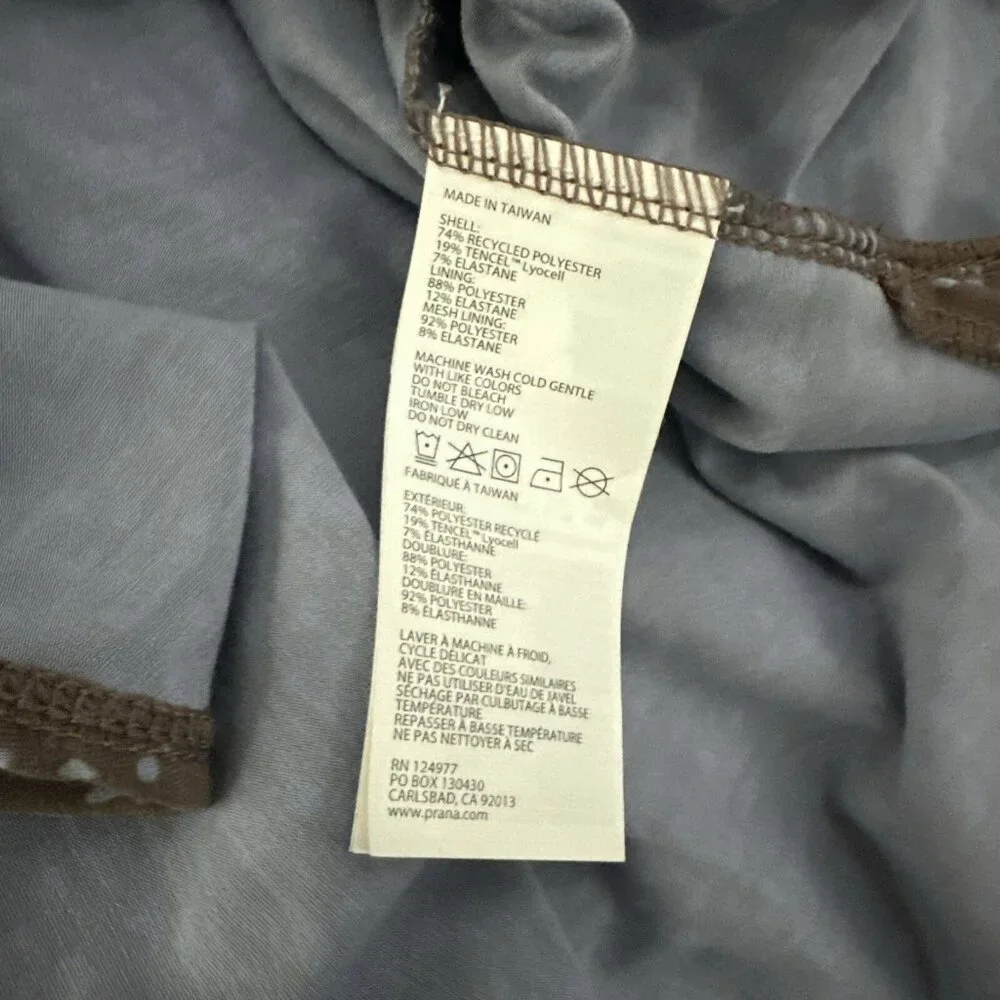 MADE IN TAIWAN
SHELL:
74% RECYCLED POLYESTER
19% TENCEL™ Lyocell
7% ELASTANE
LINING:
88% POLYESTER
12% ELASTANE
MESH LINING:
92% POLYESTER
8% ELASTANE
MACHINE WASH COLD GENTLE
WITH LIKE COLORS
DO NOT BLEACH
TUMBLE DRY LOW
IRON LOW
DO NOT DRY CLEAN
FABRIQUÉ À TAIWAN
EXTÉRIEUR:
74% POLYESTER RECYCLÉ
19% TENCEL™ Lyocell
7% ÉLASTHANNE
DOUBLURE:
88% POLYESTER
12% ÉLASTHANNE
DOUBLURE EN MAILLE:
92% POLYESTER
8% ÉLASTHANNE
LAVER À MACHINE À FROID,
CYCLE DÉLICAT
AVEC DES COULEURS SIMILAIRES
NE PAS UTILISER D'EAU DE JAVEL
SÉCHAGE PAR CULBUTAGE À BASSE
TEMPÉRATURE
REPASSER À BASSE TEMPÉRATURE
NE PAS NETTOYER À SEC
RN 124977
PO BOX 130430
CARLSBAD, CA 92013
www.prana.com